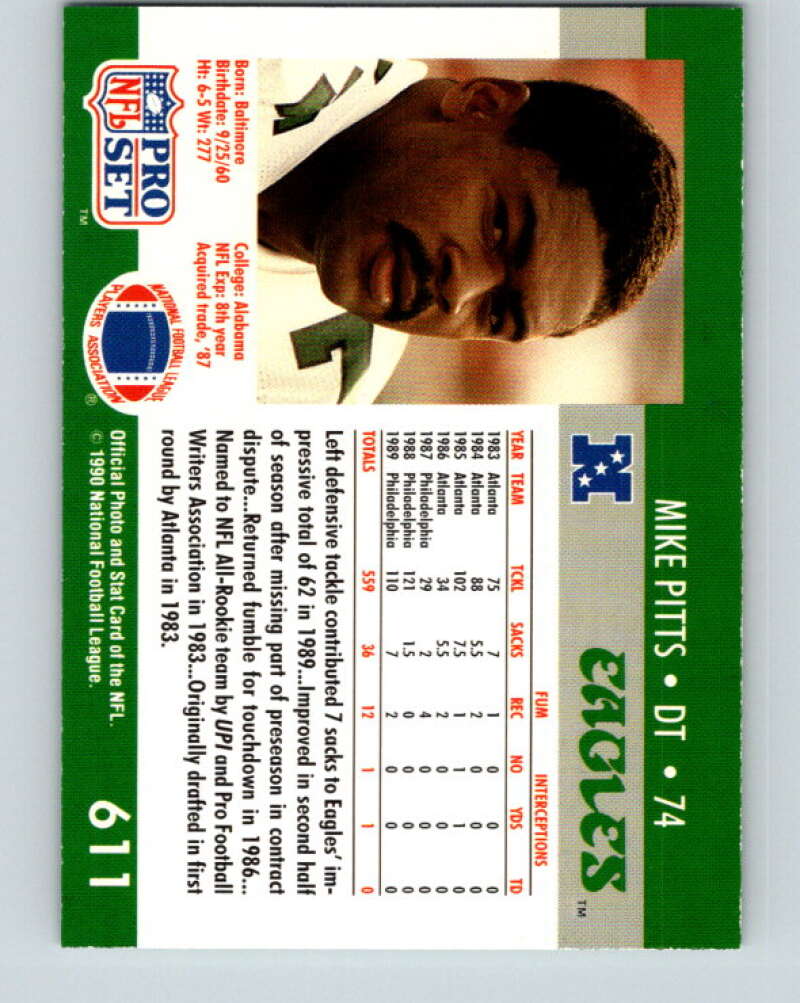 MIKE PITTS • DT • 74
EAGLES™
N
FUM INTERCEPTIONS
YEAR TEAM TCKL SACKS REC NO YDS TD
1983 Atlanta 75 7 1 0 0 0
1984 Atlanta 88 5.5 2 0 0 0
1985 Atlanta 102 7.5 1 1 1 0
1986 Atlanta 34 5.5 2 0 0 0
1987 Philadelphia 29 2 4 0 0 0
1988 Philadelphia 121 1.5 0 0 0 0
1989 Philadelphia 110 7 2 0 0 0
TOTALS 559 36 12 1 1 0
Left defensive tackle contributed 7 sacks to Eagles' im-
pressive total of 62 in 1989...Improved in second half
of season after missing part of preseason in contract
dispute...Returned fumble for touchdown in 1986...
Named to NFL All-Rookie team by UPI and Pro Football
Writers Association in 1983...Originally drafted in first
round by Atlanta in 1983.
Born: Baltimore
Birthdate: 9/25/60
Ht: 6-5 Wt: 277
College: Alabama
NFL Exp: 8th year
Acquired trade, '87
7
NFL
PRO
SET
™
NATIONAL FOOTBALL LEAGUE
PLAYERS ASSOCIATION
®
Official Photo and Stat Card of the NFL.
© 1990 National Football League.
611